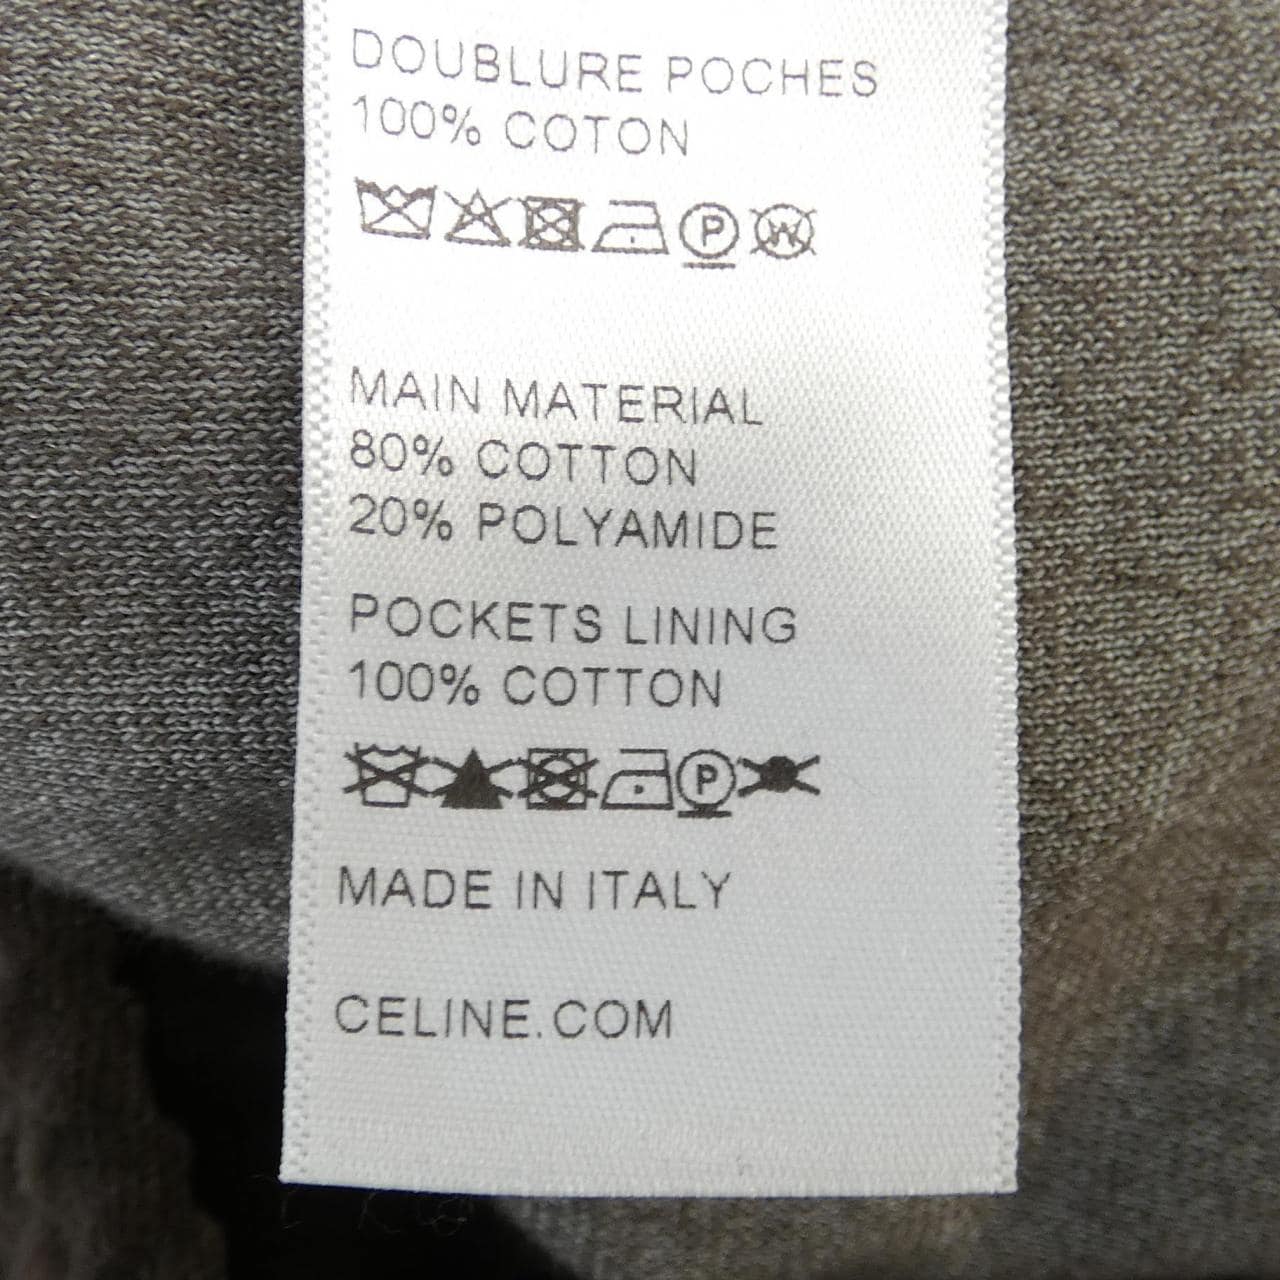 DOUBLURE POCHES
100% COTON
P W
MAIN MATERIAL
80% COTTON
20% POLYAMIDE
POCKETS LINING
100% COTTON
P
MADE IN ITALY
CELINE.COM